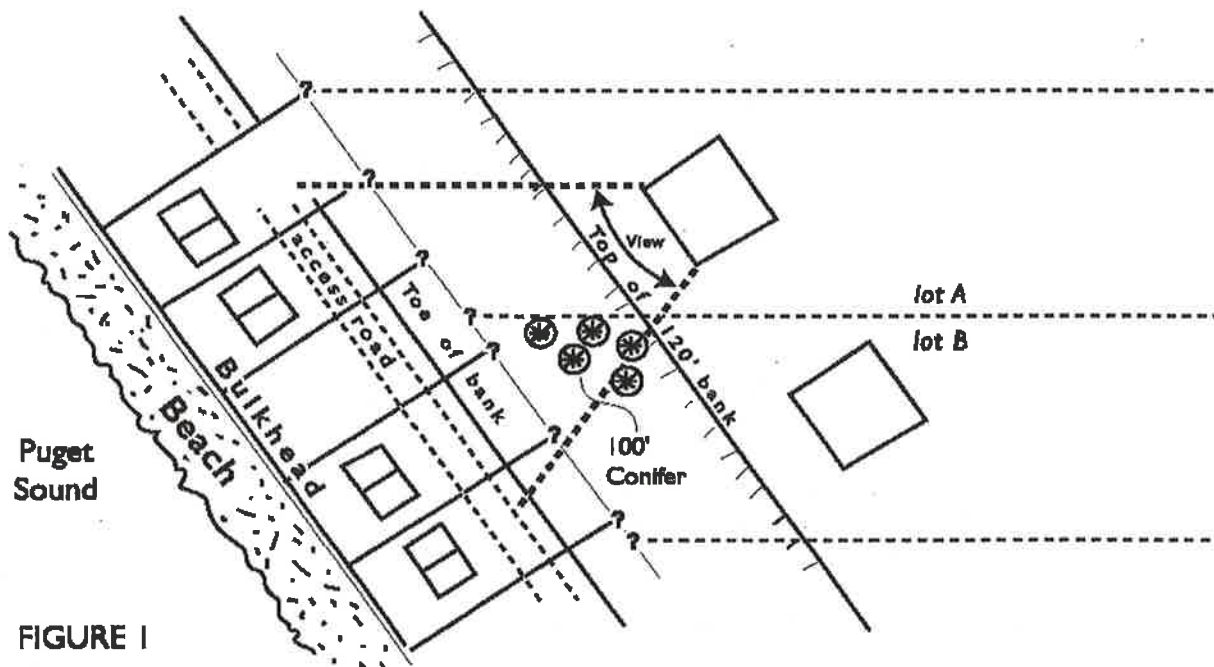 ?
?
?
?
?
?
?
?
access road
Toe of bank
View
Top of 120' bank
lot A
lot B
100'
Conifer
Bulkhead
Beach
Puget
Sound
FIGURE 1